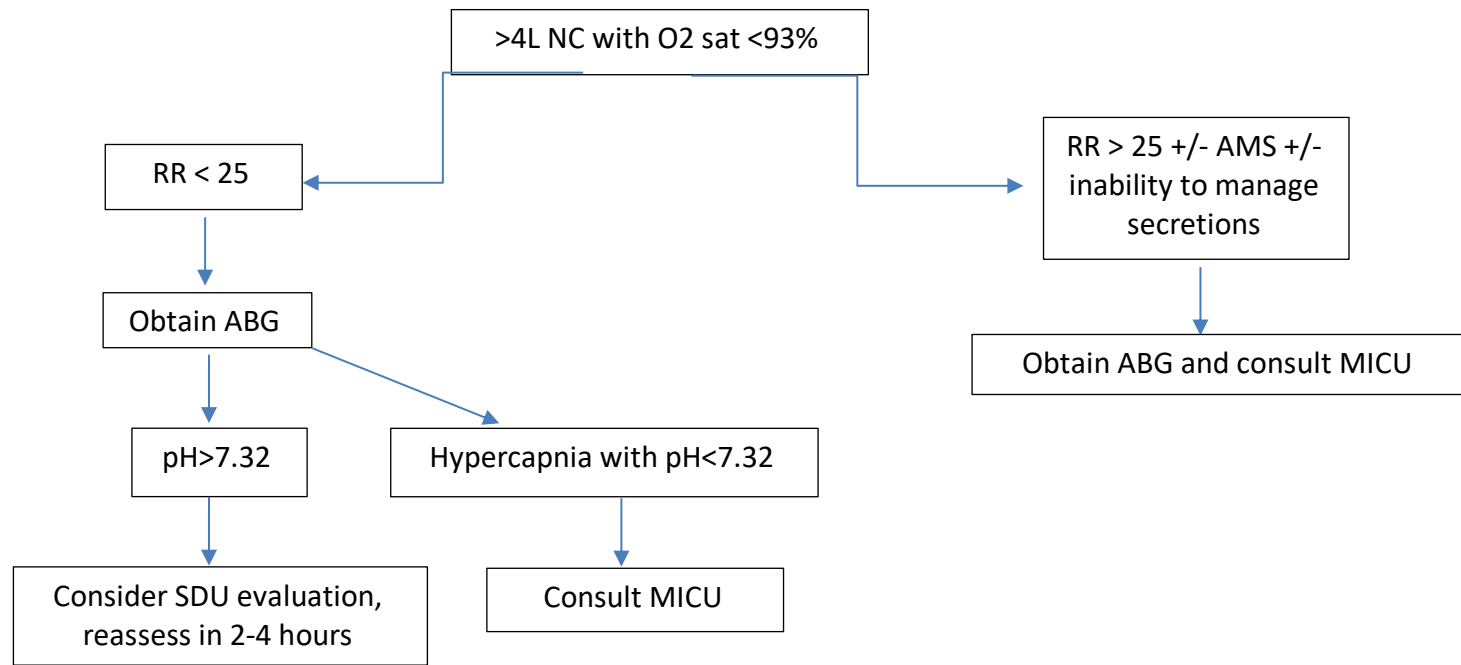 >4L NC with O2 sat <93%
RR < 25
RR > 25 +/- AMS +/-
inability to manage
secretions
Obtain ABG
Obtain ABG and consult MICU
pH>7.32
Hypercapnia with pH<7.32
Consider SDU evaluation,
reassess in 2-4 hours
Consult MICU